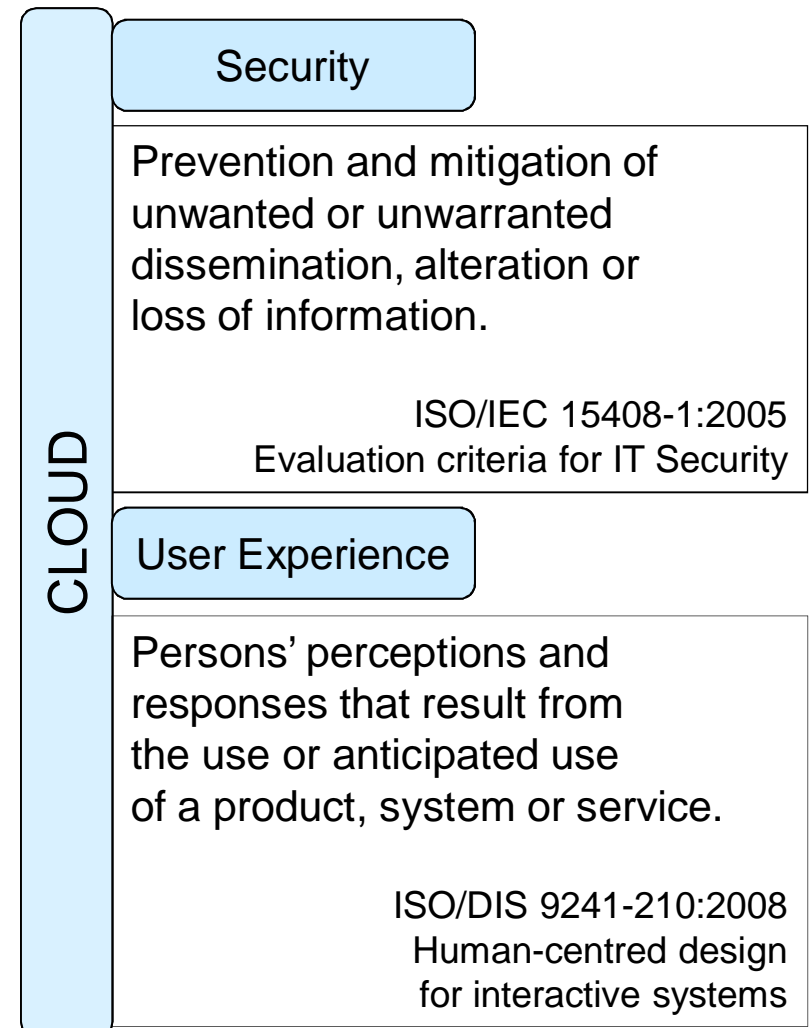 CLOUD
Security
Prevention and mitigation of
unwanted or unwarranted
dissemination, alteration or
loss of information.
ISO/IEC 15408-1:2005
Evaluation criteria for IT Security
User Experience
Persons’ perceptions and
responses that result from
the use or anticipated use
of a product, system or service.
ISO/DIS 9241-210:2008
Human-centred design
for interactive systems